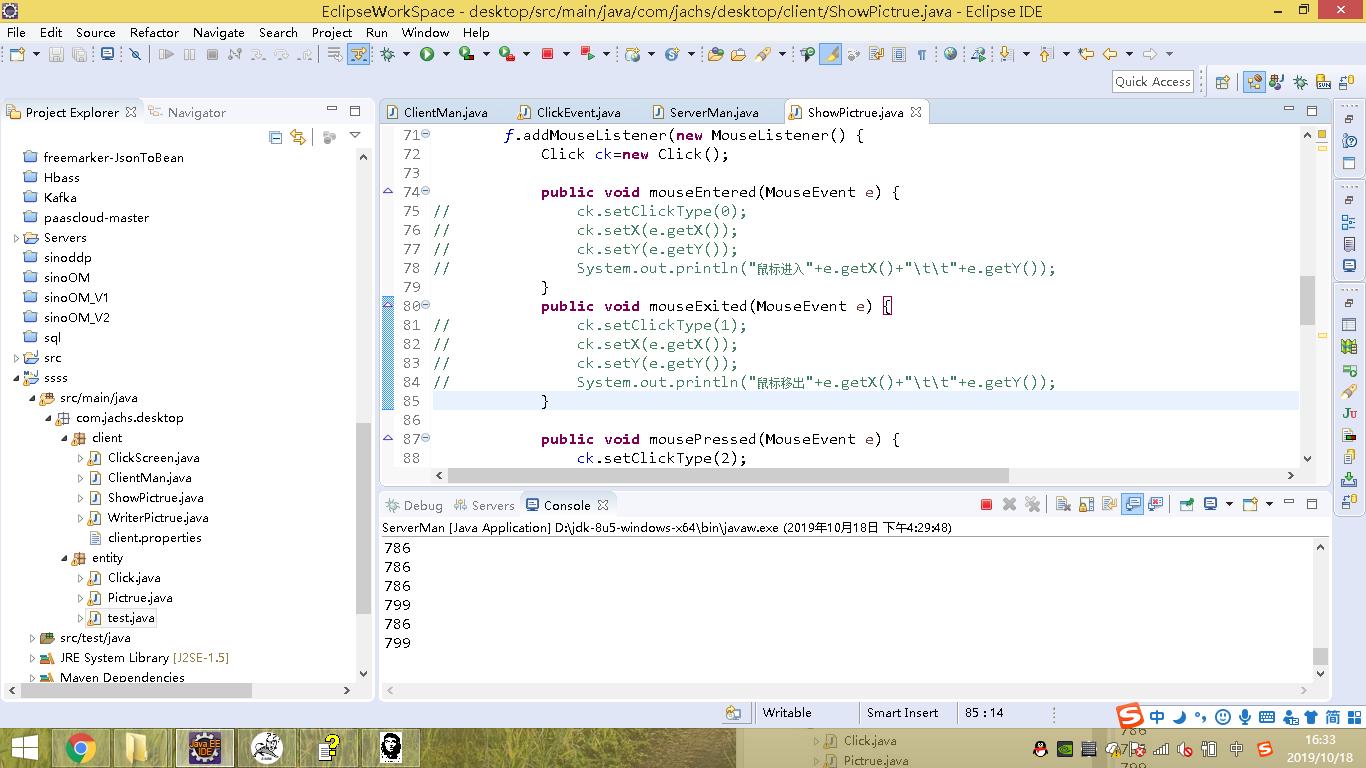 EclipseWorkSpace - desktop/src/main/java/com/jachs/desktop/client/ShowPictrue.java - Eclipse IDE
File Edit Source Refactor Navigate Search Project Run Window Help
Quick Access
Project Explorer Navigator
freemarker-JsonToBean
Hbass
Kafka
paascloud-master
Servers
sinoddp
sinoOM
sinoOM_V1
sinoOM_V2
sql
src
ssss
src/main/java
com.jachs.desktop
client
ClickScreen.java
ClientMan.java
ShowPictrue.java
WriterPictrue.java
client.properties
entity
Click.java
Pictrue.java
test.java
src/test/java
JRE System Library [J2SE-1.5]
Maven Dependencies
ClientMan.java ClickEvent.java ServerMan.java ShowPictrue.java
71 f.addMouseListener(new MouseListener() {
72 Click ck=new Click();
73
74 public void mouseEntered(MouseEvent e) {
75 // ck.setClickType(0);
76 // ck.setX(e.getX());
77 // ck.setY(e.getY());
78 // System.out.println("鼠标进入"+e.getX()+"\t\t"+e.getY());
79 }
80 public void mouseExited(MouseEvent e) {
81 // ck.setClickType(1);
82 // ck.setX(e.getX());
83 // ck.setY(e.getY());
84 // System.out.println("鼠标移出"+e.getX()+"\t\t"+e.getY());
85 }
86
87 public void mousePressed(MouseEvent e) {
88 ck.setClickType(2);
Debug Servers Console
ServerMan [Java Application] D:\jdk-8u5-windows-x64\bin\javaw.exe (2019年10月18日 下午4:29:48)
786
786
786
799
786
799
Writable Smart Insert 85 : 14
中 简
Java EE IDE
Click.java
Pictrue.java
786
799
中
16:33
2019/10/18